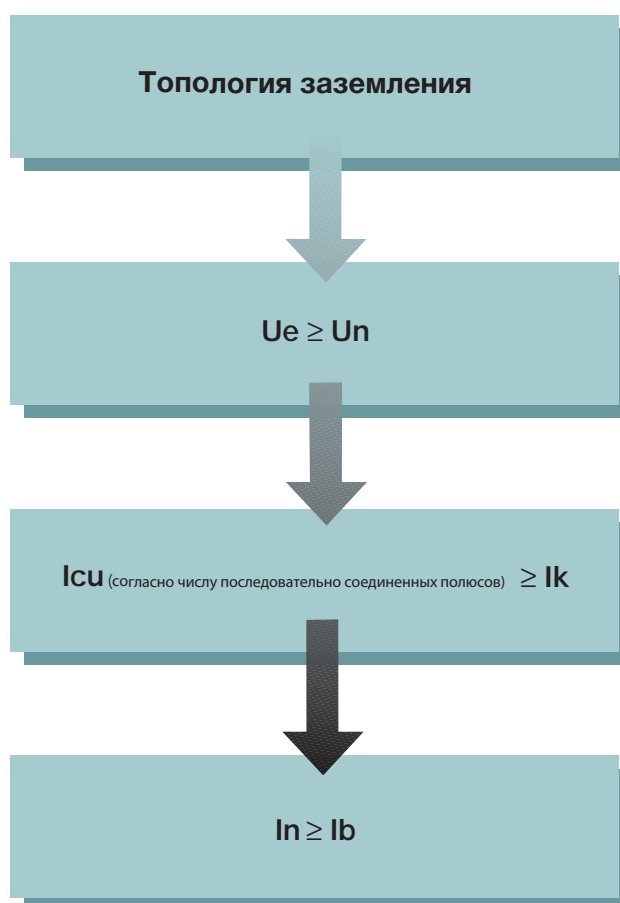 Топология заземления
Ue ≥ Un
Icu (согласно числу последовательно соединенных полюсов) ≥ Ik
In ≥ Ib